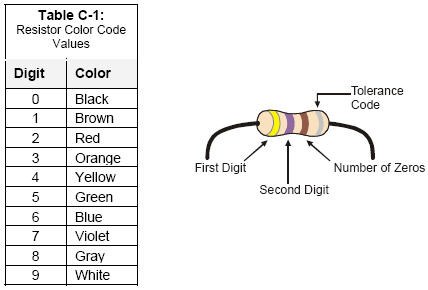 Table C-1:
Resistor Color Code
Values
Digit Color
0 Black
1 Brown
2 Red
3 Orange
4 Yellow
5 Green
6 Blue
7 Violet
8 Gray
9 White
Tolerance
Code
First Digit
Number of Zeros
Second Digit